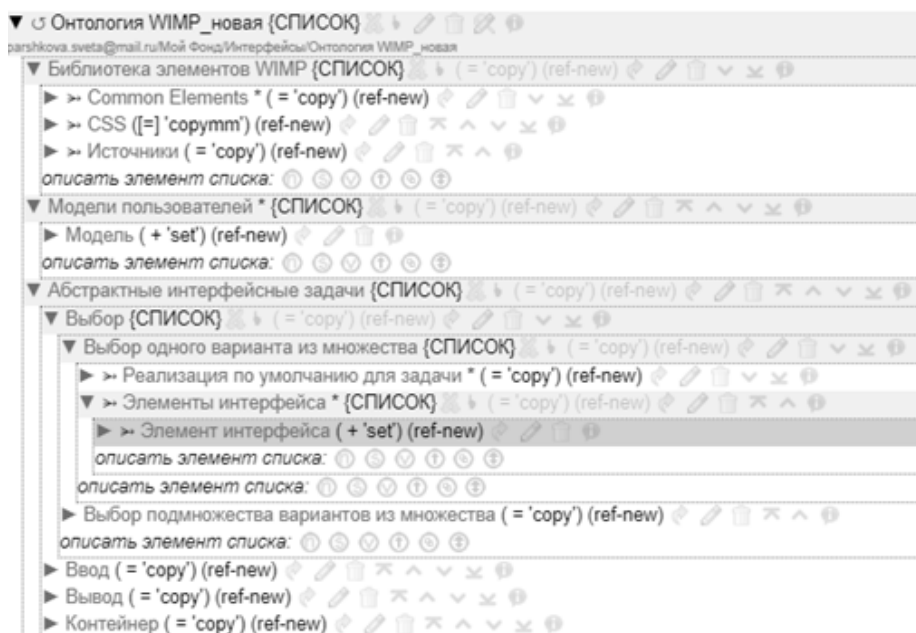 ▼ Онтология WIMP_новая {СПИСОК}
parshkova.sveta@mail.ru/Мой Фонд/Интерфейсы/Онтология WIMP_новая
▼ Библиотека элементов WIMP {СПИСОК} ( = 'copy') (ref-new)
▶ Common Elements * ( = 'copy') (ref-new)
▶ CSS ([=] 'copymm') (ref-new)
▶ Источники ( = 'copy') (ref-new)
описать элемент списка:
▼ Модели пользователей * {СПИСОК} ( = 'copy') (ref-new)
▶ Модель ( + 'set') (ref-new)
описать элемент списка:
▼ Абстрактные интерфейсные задачи {СПИСОК} ( = 'copy') (ref-new)
▼ Выбор {СПИСОК} ( = 'copy') (ref-new)
▼ Выбор одного варианта из множества {СПИСОК} ( = 'copy') (ref-new)
▶ Реализация по умолчанию для задачи * ( = 'copy') (ref-new)
▼ Элементы интерфейса * {СПИСОК} ( = 'copy') (ref-new)
▶ Элемент интерфейса ( + 'set') (ref-new)
описать элемент списка:
описать элемент списка:
▶ Выбор подмножества вариантов из множества ( = 'copy') (ref-new)
описать элемент списка:
▶ Ввод ( = 'copy') (ref-new)
▶ Вывод ( = 'copy') (ref-new)
▶ Контейнер ( = 'copy') (ref-new)